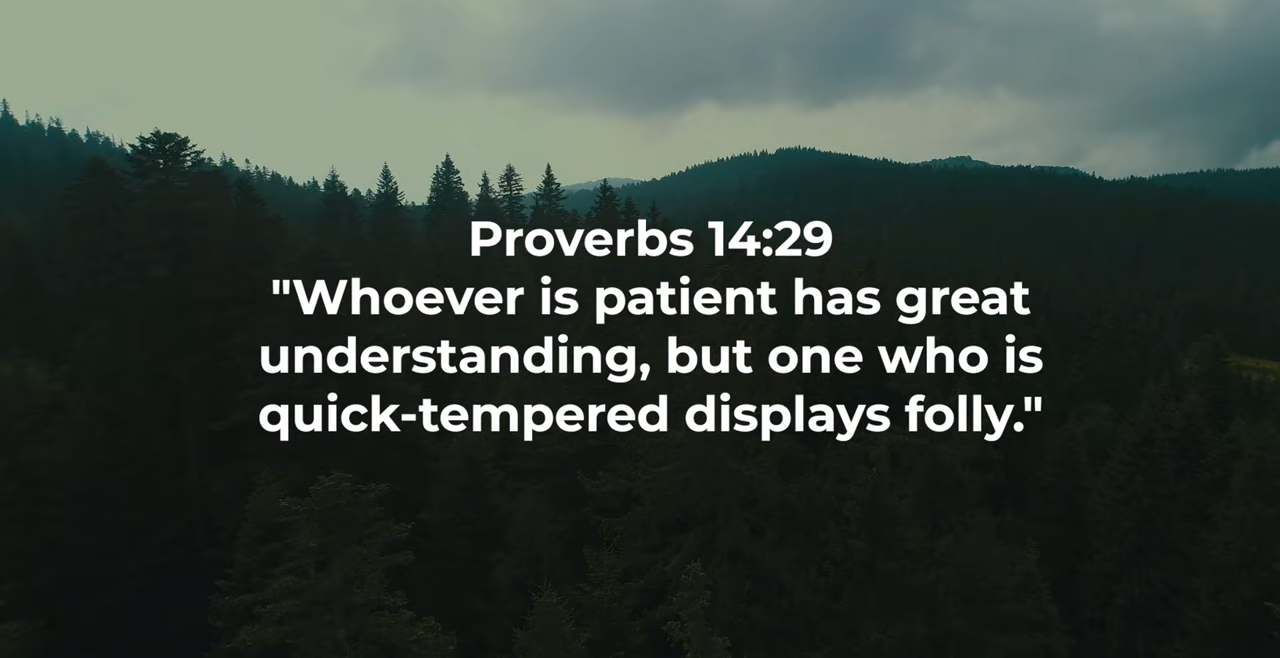 Proverbs 14:29
"Whoever is patient has great
understanding, but one who is
quick-tempered displays folly."